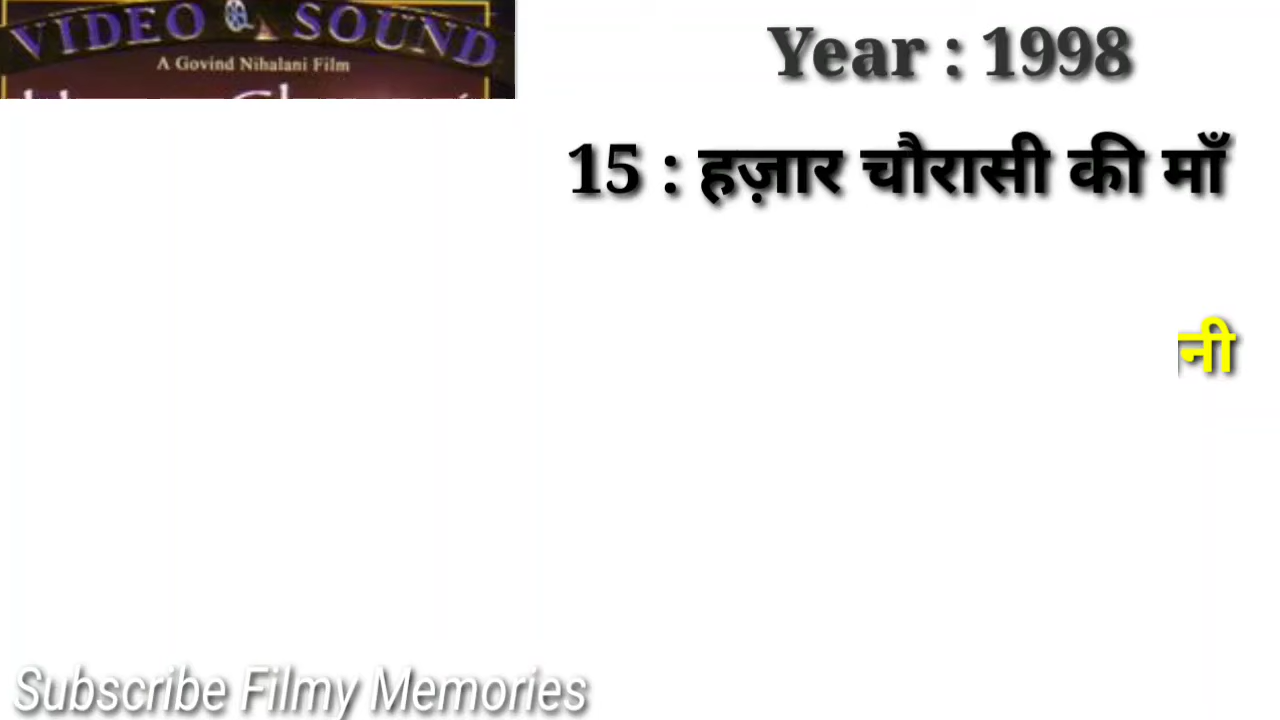 VIDEO SOUND
A Govind Nihalani Film
Year : 1998
15 : हज़ार चौरासी की माँ
नी
Subscribe Filmy Memories